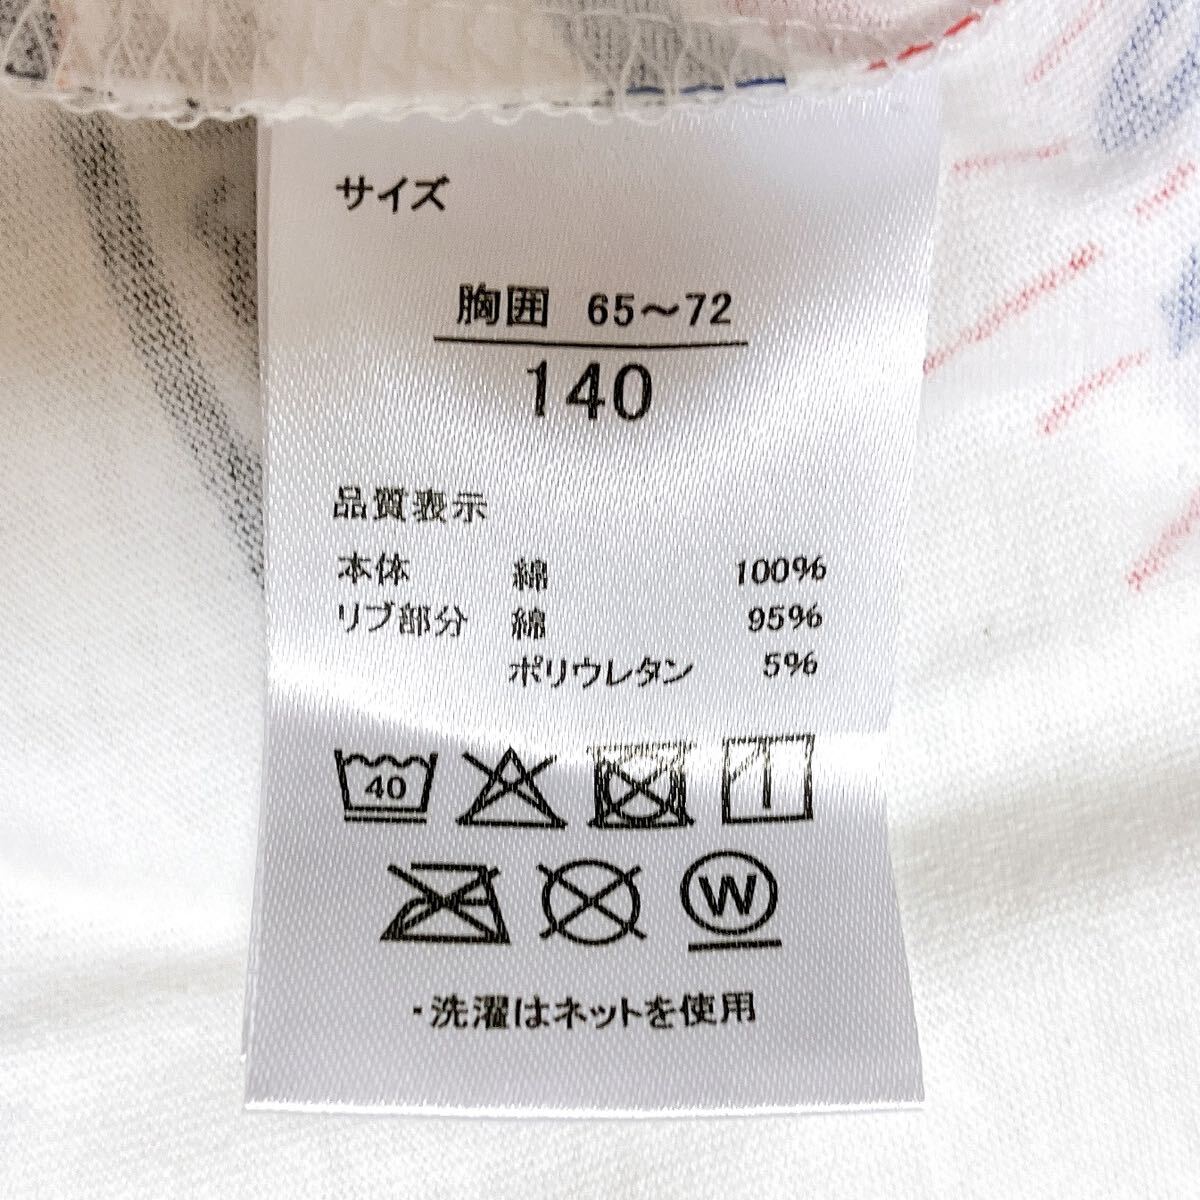 サイズ
胸囲 65〜72
140
品質表示
本体 綿 100%
リブ部分 綿 95%
ポリウレタン 5%
40
W
・洗濯はネットを使用